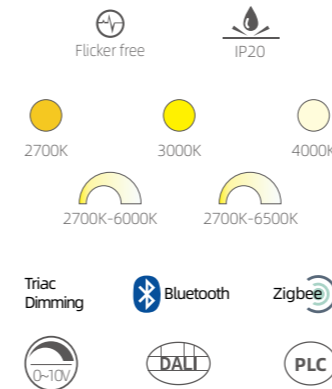 Flicker free IP20
2700K 3000K 4000K
2700K-6000K 2700K-6500K
Triac Dimming Bluetooth Zigbee
0~10V DALI PLC